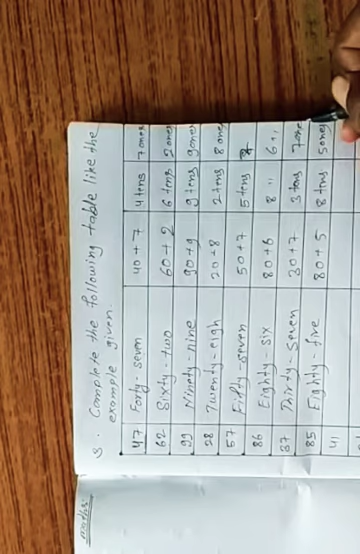 maths
3. Complete the following table like the
example given.
47 Forty-seven 40+7 4 tens 7 ones
62 Sixty-two 60+2 6 tens 2 ones
99 Ninety-nine 90+9 9 tens 9 ones
28 Twenty-eigh 20+8 2 tens 8 ones
57 Fifty-seven 50+7 5 tens
86 Eighty-six 80+6 8 " 6 "
37 Thirty-seven 30+7 3 tens 7 ones
85 Eighty-five 80+5 8 tens 5 ones
41